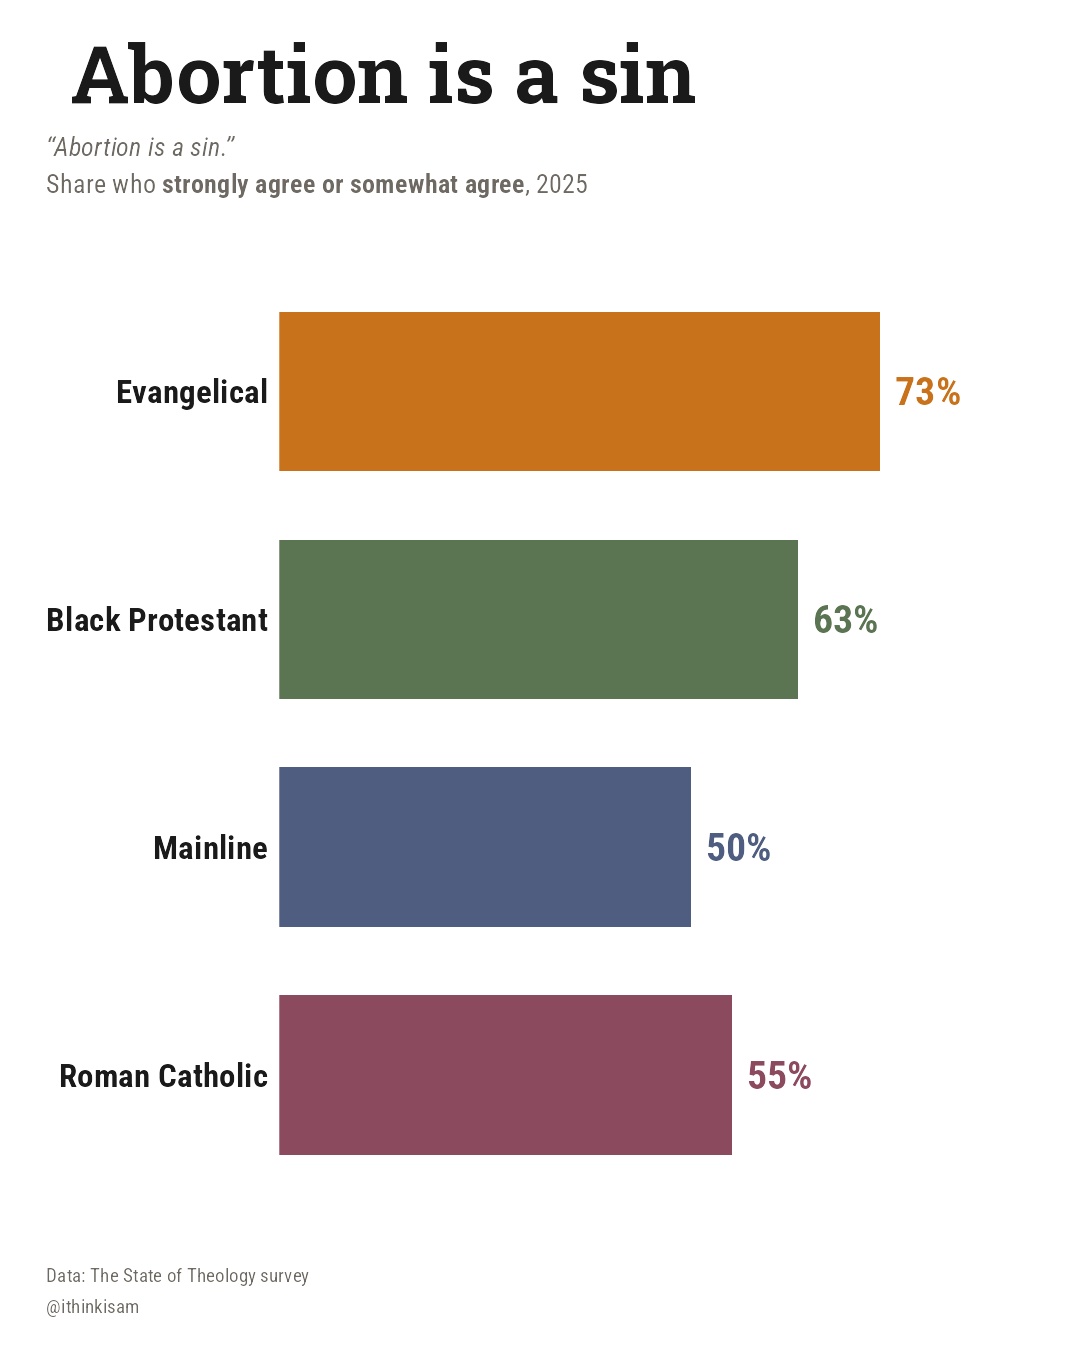 Abortion is a sin
“Abortion is a sin.”
Share who strongly agree or somewhat agree, 2025
Evangelical 73%
Black Protestant 63%
Mainline 50%
Roman Catholic 55%
Data: The State of Theology survey
@ithinkisam